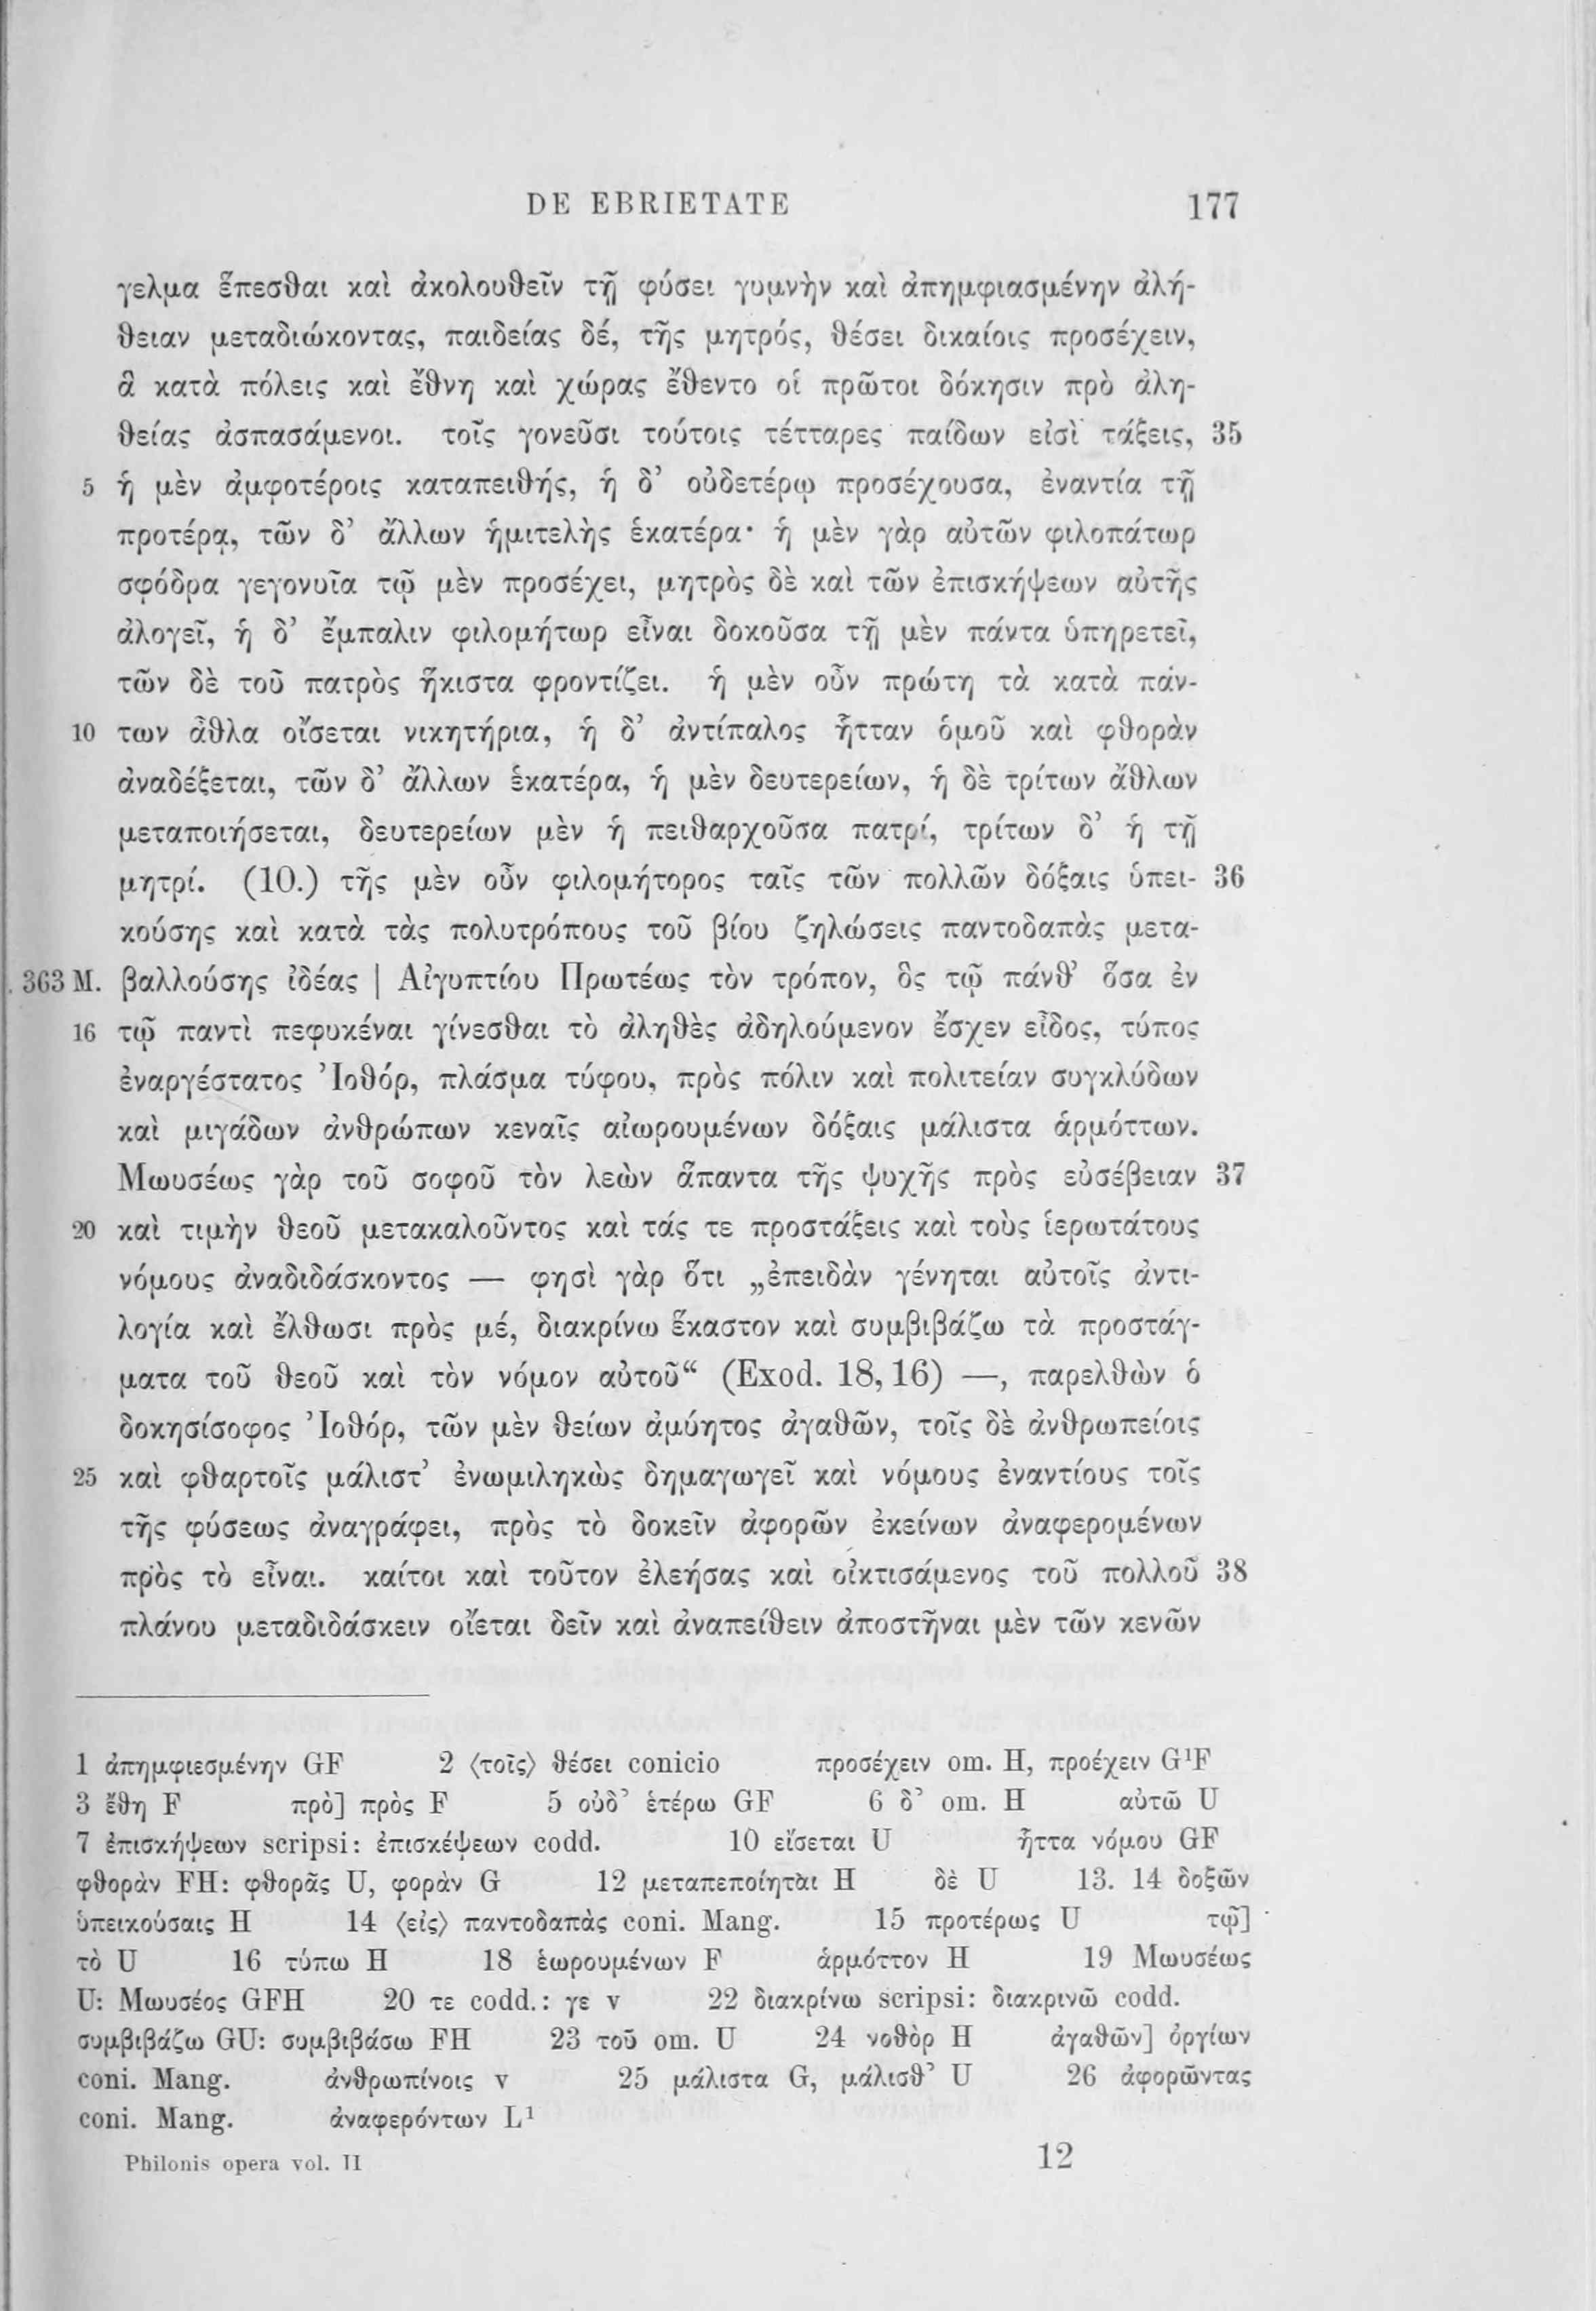 DE EBRIETATE 177
γελμα ἕπεσθαι καὶ ἀκολουθεῖν τῇ φύσει γυμνὴν καὶ ἀπημφιασμένην ἀλή-
θειαν μεταδιώκοντας, παιδείας δέ, τῆς μητρός, θέσει δικαίοις προσέχειν,
ἃ κατὰ πόλεις καὶ ἔθνη καὶ χώρας ἔθεντο οἱ πρῶτοι δόκησιν πρὸ ἀλη-
θείας ἀσπασάμενοι. τοῖς γονεῦσι τούτοις τέτταρες παίδων εἰσὶ τάξεις, 35
5 ἡ μὲν ἀμφοτέροις καταπειθής, ἡ δ’ οὐδετέρῳ προσέχουσα, ἐναντία τῇ
προτέρᾳ, τῶν δ’ ἄλλων ἡμιτελὴς ἑκατέρα· ἡ μὲν γὰρ αὐτῶν φιλοπάτωρ
σφόδρα γεγονυῖα τῷ μὲν προσέχει, μητρὸς δὲ καὶ τῶν ἐπισκήψεων αὐτῆς
ἀλογεῖ, ἡ δ’ ἔμπαλιν φιλομήτωρ εἶναι δοκοῦσα τῇ μὲν πάντα ὑπηρετεῖ,
τῶν δὲ τοῦ πατρὸς ἥκιστα φροντίζει. ἡ μὲν οὖν πρώτη τὰ κατὰ πάν-
10 των ἆθλα οἴσεται νικητήρια, ἡ δ’ ἀντίπαλος ἧτταν ὁμοῦ καὶ φθορὰν
ἀναδέξεται, τῶν δ’ ἄλλων ἑκατέρα, ἡ μὲν δευτερείων, ἡ δὲ τρίτων ἄθλων
μεταποιήσεται, δευτερείων μὲν ἡ πειθαρχοῦσα πατρί, τρίτων δ’ ἡ τῇ
μητρί. (10.) τῆς μὲν οὖν φιλομήτορος ταῖς τῶν πολλῶν δόξαις ὑπει- 36
κούσης καὶ κατὰ τὰς πολυτρόπους τοῦ βίου ζηλώσεις παντοδαπὰς μετα-
. 363 M. βαλλούσης ἰδέας | Αἰγυπτίου Πρωτέως τὸν τρόπον, ὃς τῷ πάνθ’ ὅσα ἐν
16 τῷ παντὶ πεφυκέναι γίνεσθαι τὸ ἀληθὲς ἀδηλούμενον ἔσχεν εἶδος, τύπος
ἐναργέστατος Ἰοθόρ, πλάσμα τύφου, πρὸς πόλιν καὶ πολιτείαν συγκλύδων
καὶ μιγάδων ἀνθρώπων κεναῖς αἰωρουμένων δόξαις μάλιστα ἁρμόττων.
Μωυσέως γὰρ τοῦ σοφοῦ τὸν λεὼν ἅπαντα τῆς ψυχῆς πρὸς εὐσέβειαν 37
20 καὶ τιμὴν θεοῦ μετακαλοῦντος καὶ τάς τε προστάξεις καὶ τοὺς ἱερωτάτους
νόμους ἀναδιδάσκοντος — φησὶ γὰρ ὅτι „ἐπειδὰν γένηται αὐτοῖς ἀντι-
λογία καὶ ἔλθωσι πρὸς μέ, διακρίνω ἕκαστον καὶ συμβιβάζω τὰ προστάγ-
ματα τοῦ θεοῦ καὶ τὸν νόμον αὐτοῦ“ (Exod. 18, 16) —, παρελθὼν ὁ
δοκησίσοφος Ἰοθόρ, τῶν μὲν θείων ἀμύητος ἀγαθῶν, τοῖς δὲ ἀνθρωπείοις
25 καὶ φθαρτοῖς μάλιστ’ ἐνωμιληκὼς δημαγωγεῖ καὶ νόμους ἐναντίους τοῖς
τῆς φύσεως ἀναγράφει, πρὸς τὸ δοκεῖν ἀφορῶν ἐκείνων ἀναφερομένων
πρὸς τὸ εἶναι. καίτοι καὶ τοῦτον ἐλεήσας καὶ οἰκτισάμενος τοῦ πολλοῦ 38
πλάνου μεταδιδάσκειν οἴεται δεῖν καὶ ἀναπείθειν ἀποστῆναι μὲν τῶν κενῶν
1 ἀπημφιεσμένην GF 2 ⟨τοῖς⟩ θέσει conicio προσέχειν om. H, προέχειν G¹F
3 ἔθη F πρὸ] πρὸς F 5 οὐδ’ ἑτέρω GF 6 δ’ om. H αὐτῶ U
7 ἐπισκήψεων scripsi: ἐπισκέψεων codd. 10 εἴσεται U ἧττα νόμου GF
φθορὰν FH: φθορᾶς U, φορὰν G 12 μεταπεποίηται H δὲ U 13. 14 δοξῶν
ὑπεικούσαις H 14 ⟨εἰς⟩ παντοδαπὰς coni. Mang. 15 προτέρως U τῷ]
τὸ U 16 τύπω H 18 ἑωρουμένων F ἁρμόττον H 19 Μωυσέως
U: Μωυσέος GFH 20 τε codd.: γε v 22 διακρίνω scripsi: διακρινῶ codd.
συμβιβάζω GU: συμβιβάσω FH 23 τοῦ om. U 24 νοθὸρ H ἀγαθῶν] ὀργίων
coni. Mang. ἀνθρωπίνοις v 25 μάλιστα G, μάλισθ’ U 26 ἀφορῶντας
coni. Mang. ἀναφερόντων L¹
Philonis opera vol. II 12